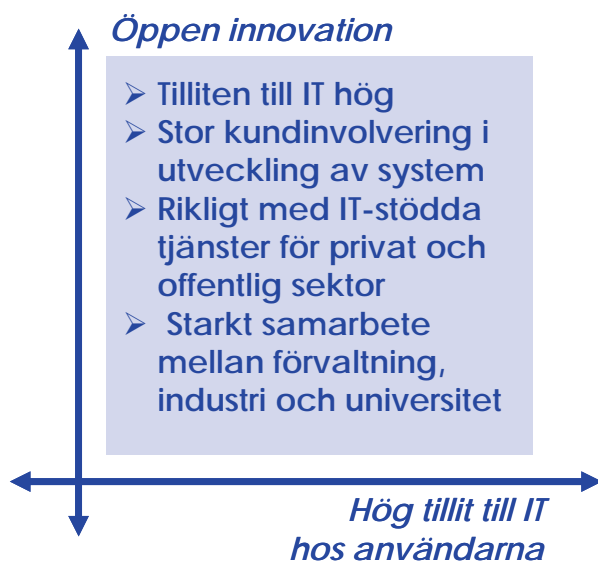 Öppen innovation
➢ Tilliten till IT hög
➢ Stor kundinvolvering i
utveckling av system
➢ Rikligt med IT-stödda
tjänster för privat och
offentlig sektor
➢ Starkt samarbete
mellan förvaltning,
industri och universitet
Hög tillit till IT
hos användarna